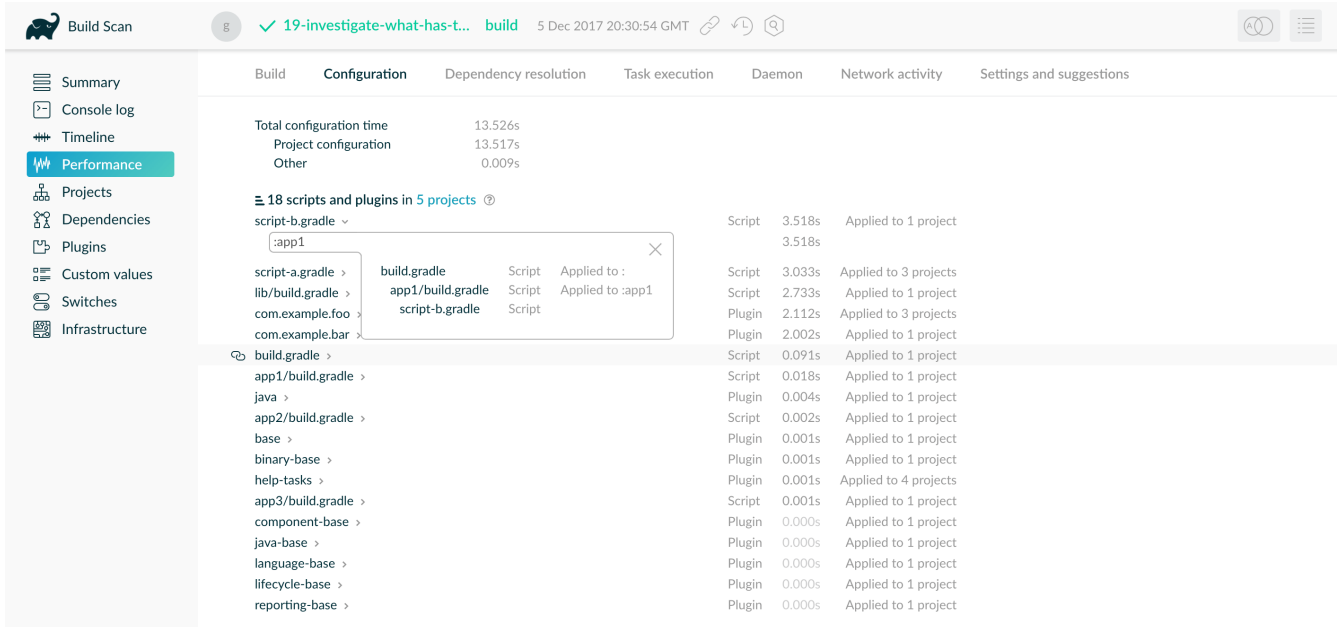 Build Scan
g 19-investigate-what-has-t... build 5 Dec 2017 20:30:54 GMT
Summary
Console log
Timeline
Performance
Projects
Dependencies
Plugins
Custom values
Switches
Infrastructure
Build Configuration Dependency resolution Task execution Daemon Network activity Settings and suggestions
Total configuration time 13.526s
Project configuration 13.517s
Other 0.009s
18 scripts and plugins in 5 projects ?
script-b.gradle Script 3.518s Applied to 1 project
:app1 3.518s
build.gradle Script Applied to :
app1/build.gradle Script Applied to :app1
script-b.gradle Script
script-a.gradle Script 3.033s Applied to 3 projects
lib/build.gradle Script 2.733s Applied to 1 project
com.example.foo Plugin 2.112s Applied to 3 projects
com.example.bar Plugin 2.002s Applied to 1 project
build.gradle Script 0.091s Applied to 1 project
app1/build.gradle Script 0.018s Applied to 1 project
java Plugin 0.004s Applied to 1 project
app2/build.gradle Script 0.002s Applied to 1 project
base Plugin 0.001s Applied to 1 project
binary-base Plugin 0.001s Applied to 1 project
help-tasks Plugin 0.001s Applied to 4 projects
app3/build.gradle Script 0.001s Applied to 1 project
component-base Plugin 0.000s Applied to 1 project
java-base Plugin 0.000s Applied to 1 project
language-base Plugin 0.000s Applied to 1 project
lifecycle-base Plugin 0.000s Applied to 1 project
reporting-base Plugin 0.000s Applied to 1 project